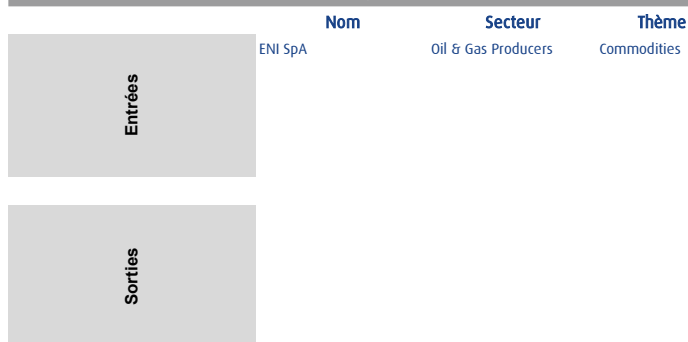 Nom Secteur Thème
ENI SpA Oil & Gas Producers Commodities
Entrées
Sorties